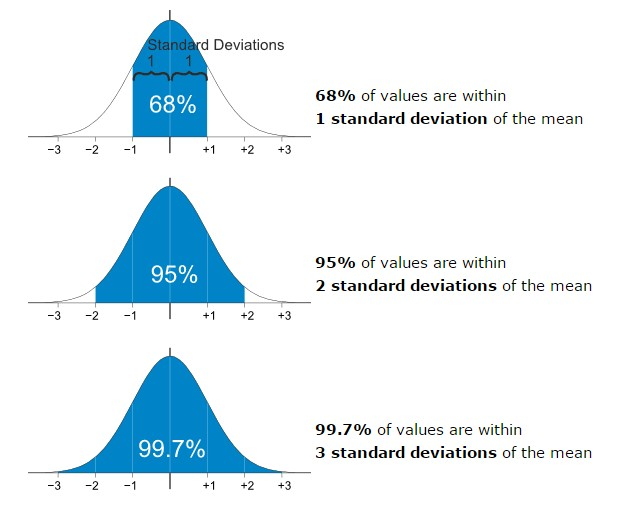 Standard Deviations
1 1
68%
−3 −2 −1 +1 +2 +3
68% of values are within
1 standard deviation of the mean
95%
−3 −2 −1 +1 +2 +3
95% of values are within
2 standard deviations of the mean
99.7%
−3 −2 −1 +1 +2 +3
99.7% of values are within
3 standard deviations of the mean